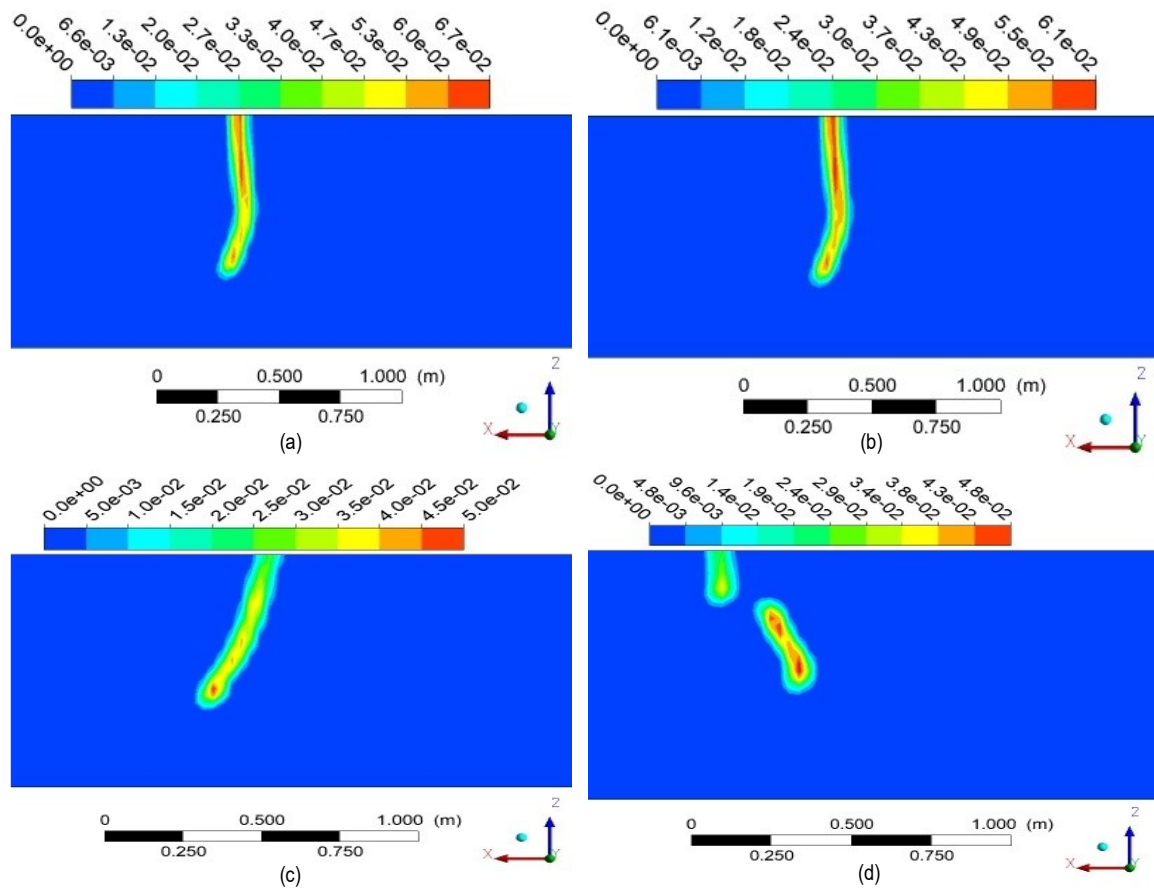 0.0e+00 6.6e-03 1.3e-02 2.0e-02 2.7e-02 3.3e-02 4.0e-02 4.7e-02 5.3e-02 6.0e-02 6.7e-02
0 0.500 1.000 (m)
0.250 0.750
Z
X Y
(a)
0.0e+00 6.1e-03 1.2e-02 1.8e-02 2.4e-02 3.0e-02 3.7e-02 4.3e-02 4.9e-02 5.5e-02 6.1e-02
0 0.500 1.000 (m)
0.250 0.750
Z
X Y
(b)
0.0e+00 5.0e-03 1.0e-02 1.5e-02 2.0e-02 2.5e-02 3.0e-02 3.5e-02 4.0e-02 4.5e-02 5.0e-02
0 0.500 1.000 (m)
0.250 0.750
Z
X Y
(c)
0.0e+00 4.8e-03 9.6e-03 1.4e-02 1.9e-02 2.4e-02 2.9e-02 3.4e-02 3.8e-02 4.3e-02 4.8e-02
0 0.500 1.000 (m)
0.250 0.750
Z
X Y
(d)